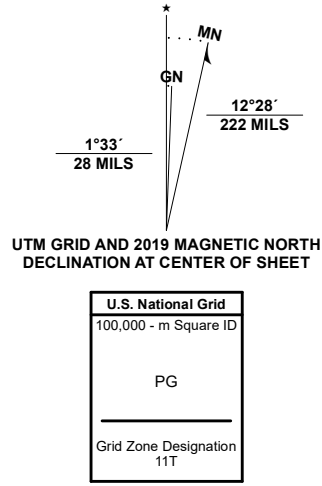 ★
MN
GN
12°28´
222 MILS
1°33´
28 MILS
UTM GRID AND 2019 MAGNETIC NORTH
DECLINATION AT CENTER OF SHEET
U.S. National Grid
100,000 - m Square ID
PG
Grid Zone Designation
11T